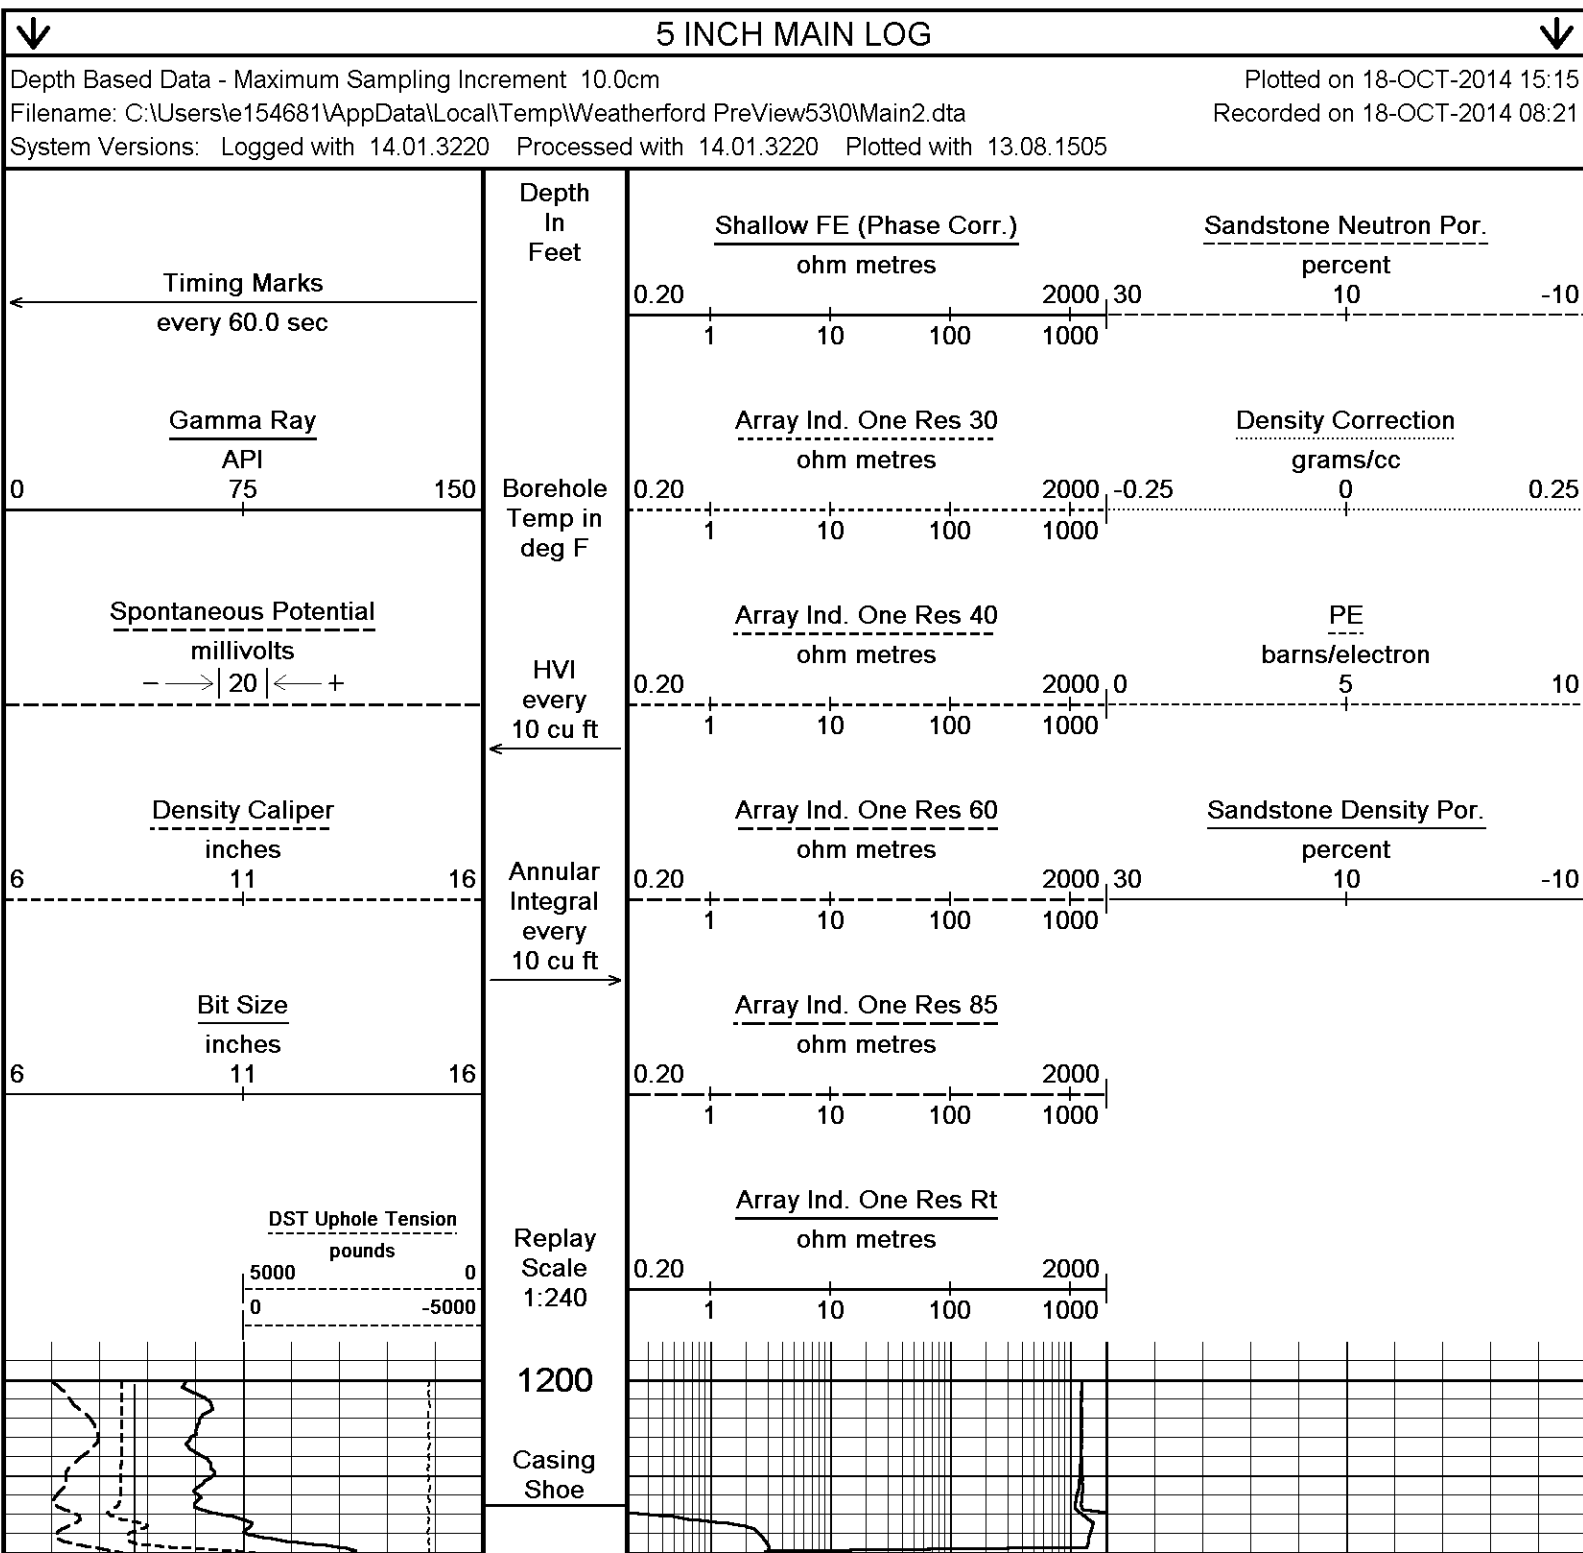 5 INCH MAIN LOG
Depth Based Data - Maximum Sampling Increment 10.0cm
Plotted on 18-OCT-2014 15:15
Filename: C:\Users\e154681\AppData\Local\Temp\Weatherford PreView53\0\Main2.dta
Recorded on 18-OCT-2014 08:21
System Versions: Logged with 14.01.3220 Processed with 14.01.3220 Plotted with 13.08.1505
Timing Marks
every 60.0 sec
Gamma Ray
API
0 75 150
Spontaneous Potential
millivolts
− → | 20 | ← +
Density Caliper
inches
6 11 16
Bit Size
inches
6 11 16
DST Uphole Tension
pounds
5000 0
0 -5000
Depth
In
Feet
Borehole
Temp in
deg F
HVI
every
10 cu ft
Annular
Integral
every
10 cu ft
Replay
Scale
1:240
1200
Casing
Shoe
Shallow FE (Phase Corr.)
ohm metres
0.20 2000
1 10 100 1000
Array Ind. One Res 30
ohm metres
0.20 2000
1 10 100 1000
Array Ind. One Res 40
ohm metres
0.20 2000
1 10 100 1000
Array Ind. One Res 60
ohm metres
0.20 2000
1 10 100 1000
Array Ind. One Res 85
ohm metres
0.20 2000
1 10 100 1000
Array Ind. One Res Rt
ohm metres
0.20 2000
1 10 100 1000
Sandstone Neutron Por.
percent
30 10 -10
Density Correction
grams/cc
-0.25 0 0.25
PE
barns/electron
0 5 10
Sandstone Density Por.
percent
30 10 -10